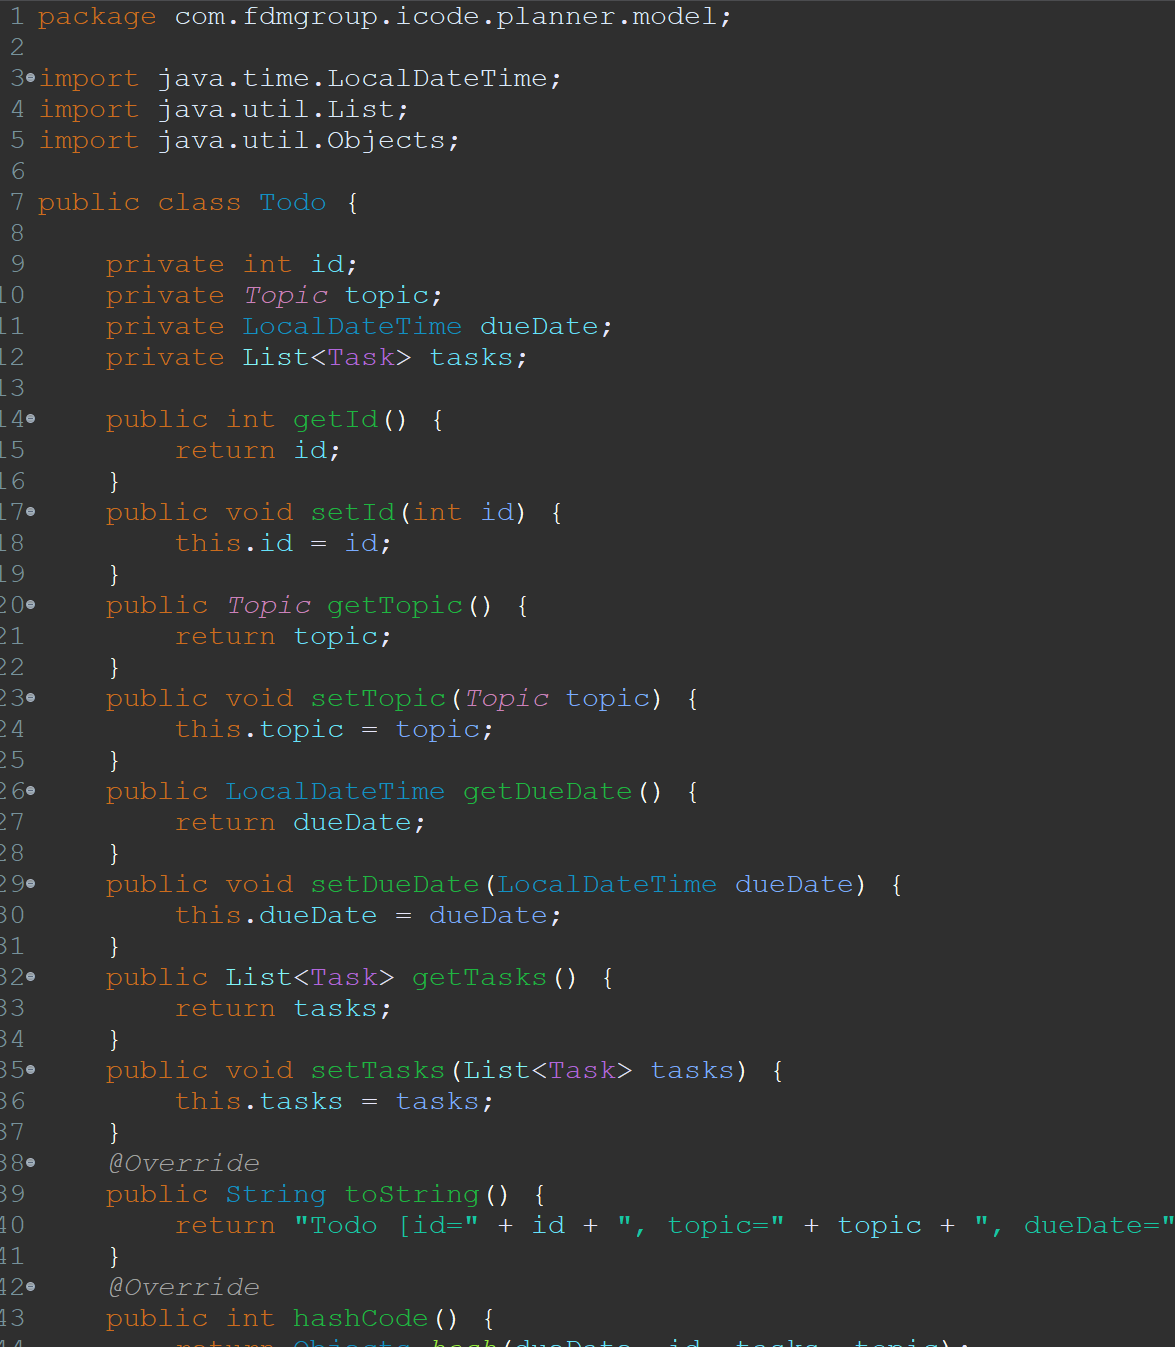 1 package com.fdmgroup.icode.planner.model;
2
3 import java.time.LocalDateTime;
4 import java.util.List;
5 import java.util.Objects;
6
7 public class Todo {
8
9     private int id;
10     private Topic topic;
11     private LocalDateTime dueDate;
12     private List<Task> tasks;
13
14     public int getId() {
15         return id;
16     }
17     public void setId(int id) {
18         this.id = id;
19     }
20     public Topic getTopic() {
21         return topic;
22     }
23     public void setTopic(Topic topic) {
24         this.topic = topic;
25     }
26     public LocalDateTime getDueDate() {
27         return dueDate;
28     }
29     public void setDueDate(LocalDateTime dueDate) {
30         this.dueDate = dueDate;
31     }
32     public List<Task> getTasks() {
33         return tasks;
34     }
35     public void setTasks(List<Task> tasks) {
36         this.tasks = tasks;
37     }
38     @Override
39     public String toString() {
40         return "Todo [id=" + id + ", topic=" + topic + ", dueDate="
41     }
42     @Override
43     public int hashCode() {
44         return Objects.hash(dueDate, id, tasks, topic);